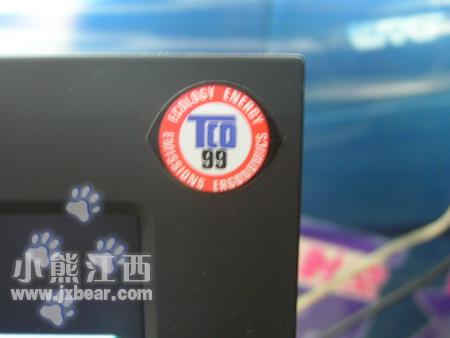 ECOLOGY ENERGY
TCO
99
EMISSIONS ERGONOMICS
小熊江西
www.jxbear.com